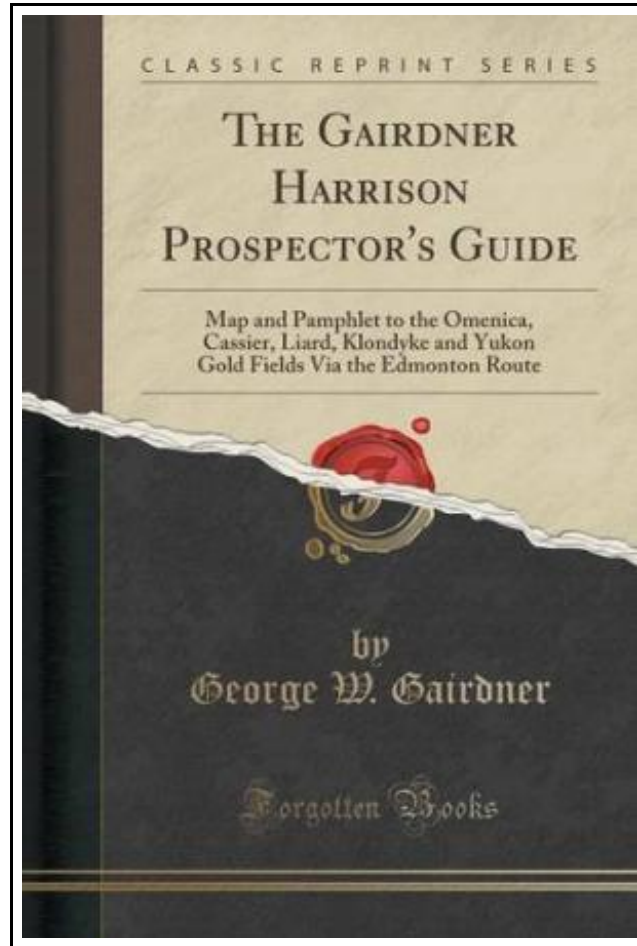 CLASSIC REPRINT SERIES
THE GAIRDNER
HARRISON
PROSPECTOR'S GUIDE
Map and Pamphlet to the Omenica,
Cassier, Liard, Klondyke and Yukon
Gold Fields Via the Edmonton Route
by
George W. Gairdner
Forgotten Books